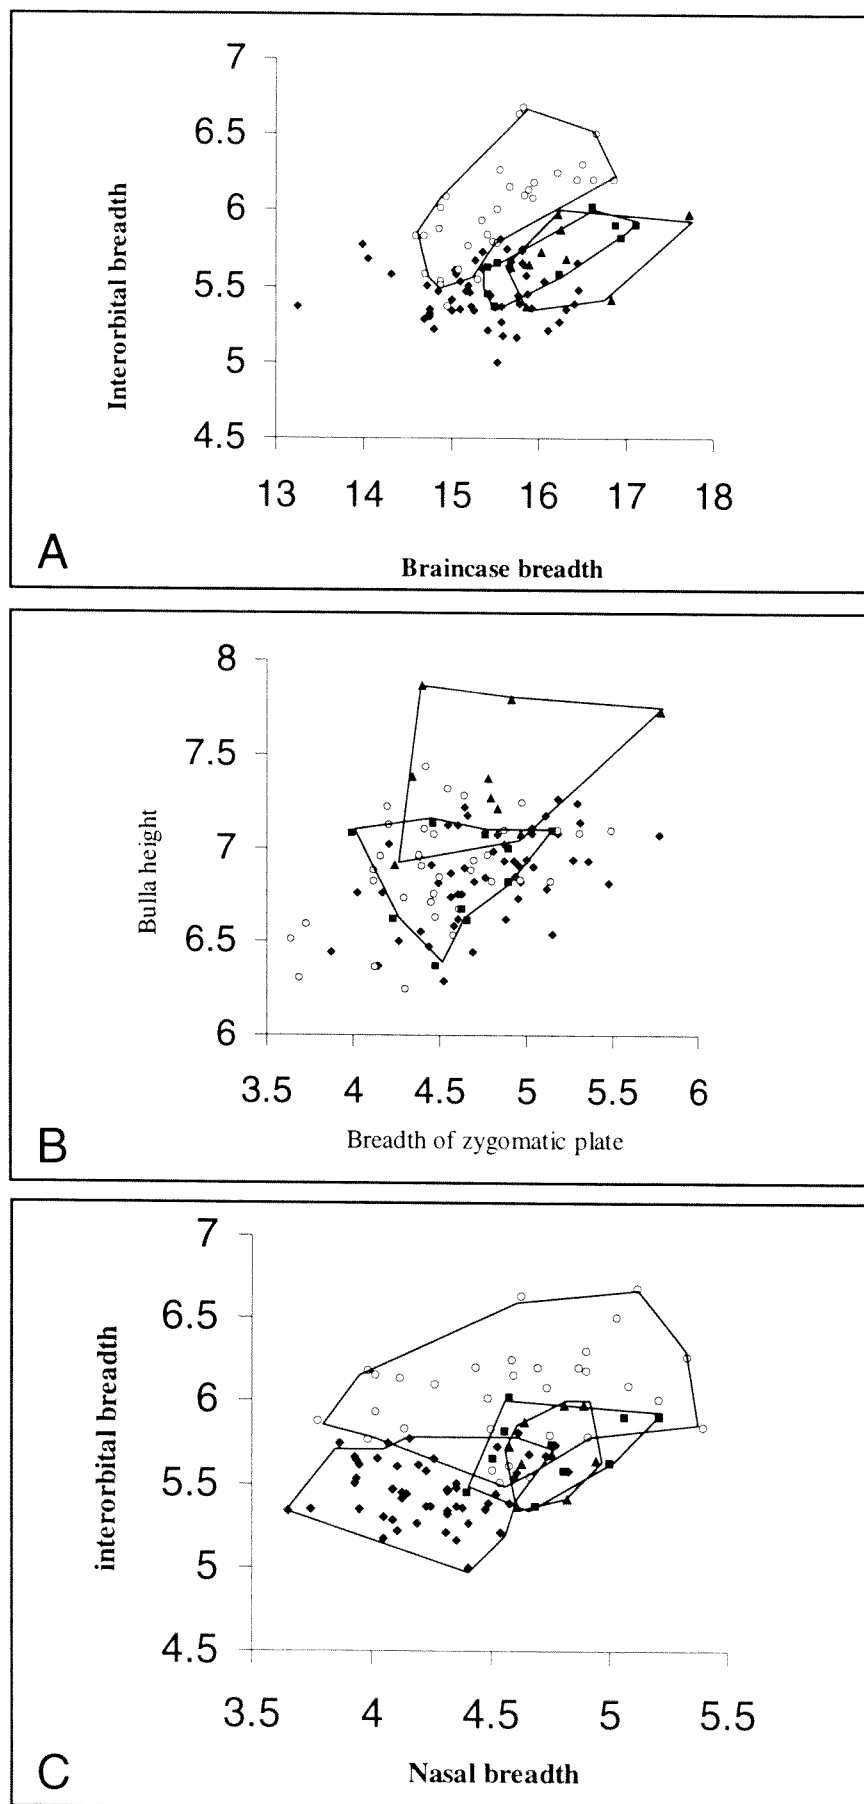 7
6.5
6
5.5
5
4.5
Interorbital breadth
13 14 15 16 17 18
A
Braincase breadth
8
7.5
7
6.5
6
Bulla height
3.5 4 4.5 5 5.5 6
B
Breadth of zygomatic plate
7
6.5
6
5.5
5
4.5
interorbital breadth
3.5 4 4.5 5 5.5
C
Nasal breadth